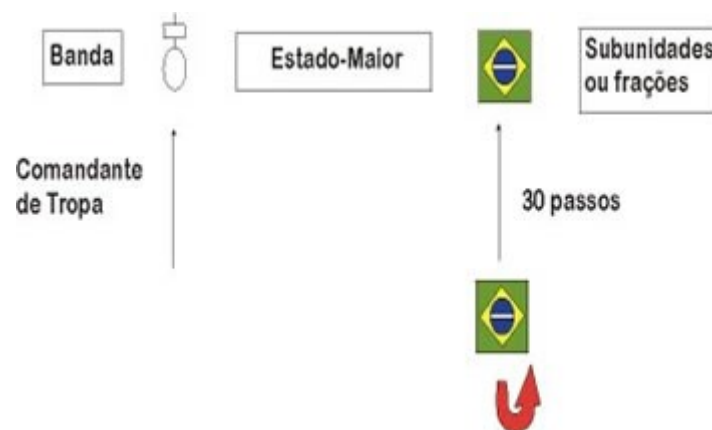 Banda
Estado-Maior
Subunidades
ou frações
Comandante
de Tropa
30 passos